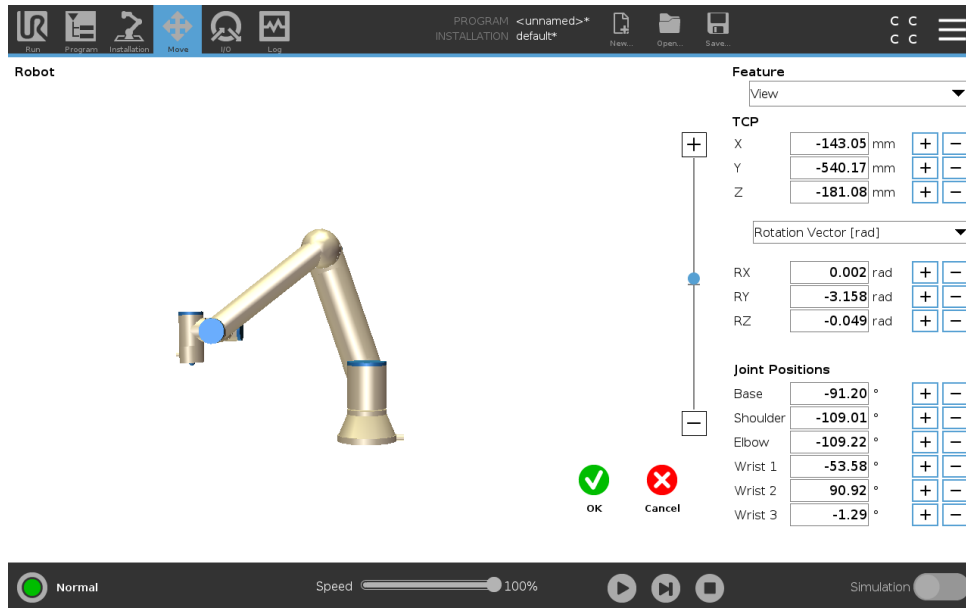 UR
Run
Program
Installation
Move
I/O
Log
PROGRAM <unnamed>*
INSTALLATION default*
New...
Open...
Save...
C C
C C
Robot
Feature
View
TCP
X -143.05 mm + −
Y -540.17 mm + −
Z -181.08 mm + −
Rotation Vector [rad]
RX 0.002 rad + −
RY -3.158 rad + −
RZ -0.049 rad + −
Joint Positions
Base -91.20 ° + −
Shoulder -109.01 ° + −
Elbow -109.22 ° + −
Wrist 1 -53.58 ° + −
Wrist 2 90.92 ° + −
Wrist 3 -1.29 ° + −
+
−
OK
Cancel
Normal
Speed 100%
Simulation